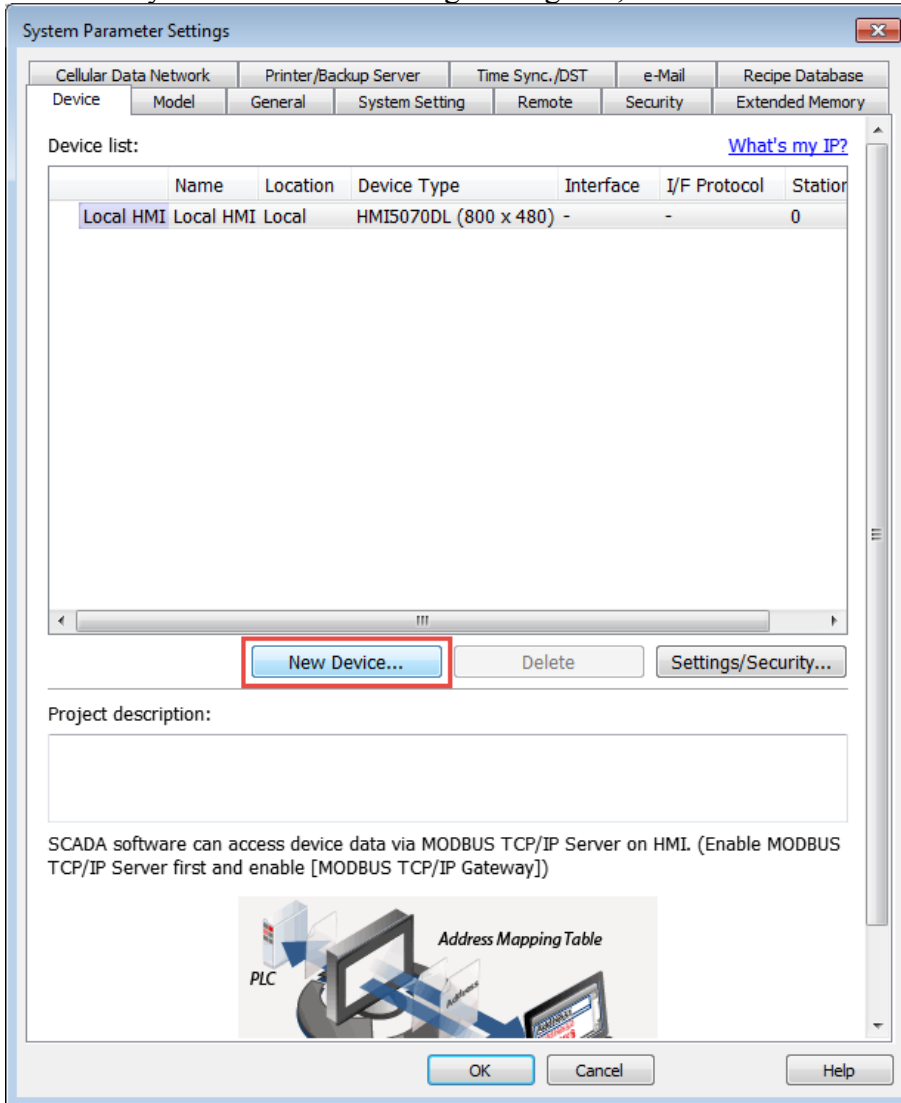 System Parameter Settings
Cellular Data Network Printer/Backup Server Time Sync./DST e-Mail Recipe Database
Device Model General System Setting Remote Security Extended Memory
Device list: What's my IP?
Name Location Device Type Interface I/F Protocol Station
Local HMI Local HMI Local HMI5070DL (800 x 480) - - 0
New Device... Delete Settings/Security...
Project description:
SCADA software can access device data via MODBUS TCP/IP Server on HMI. (Enable MODBUS
TCP/IP Server first and enable [MODBUS TCP/IP Gateway])
Address Mapping Table
PLC
Address
OK Cancel Help